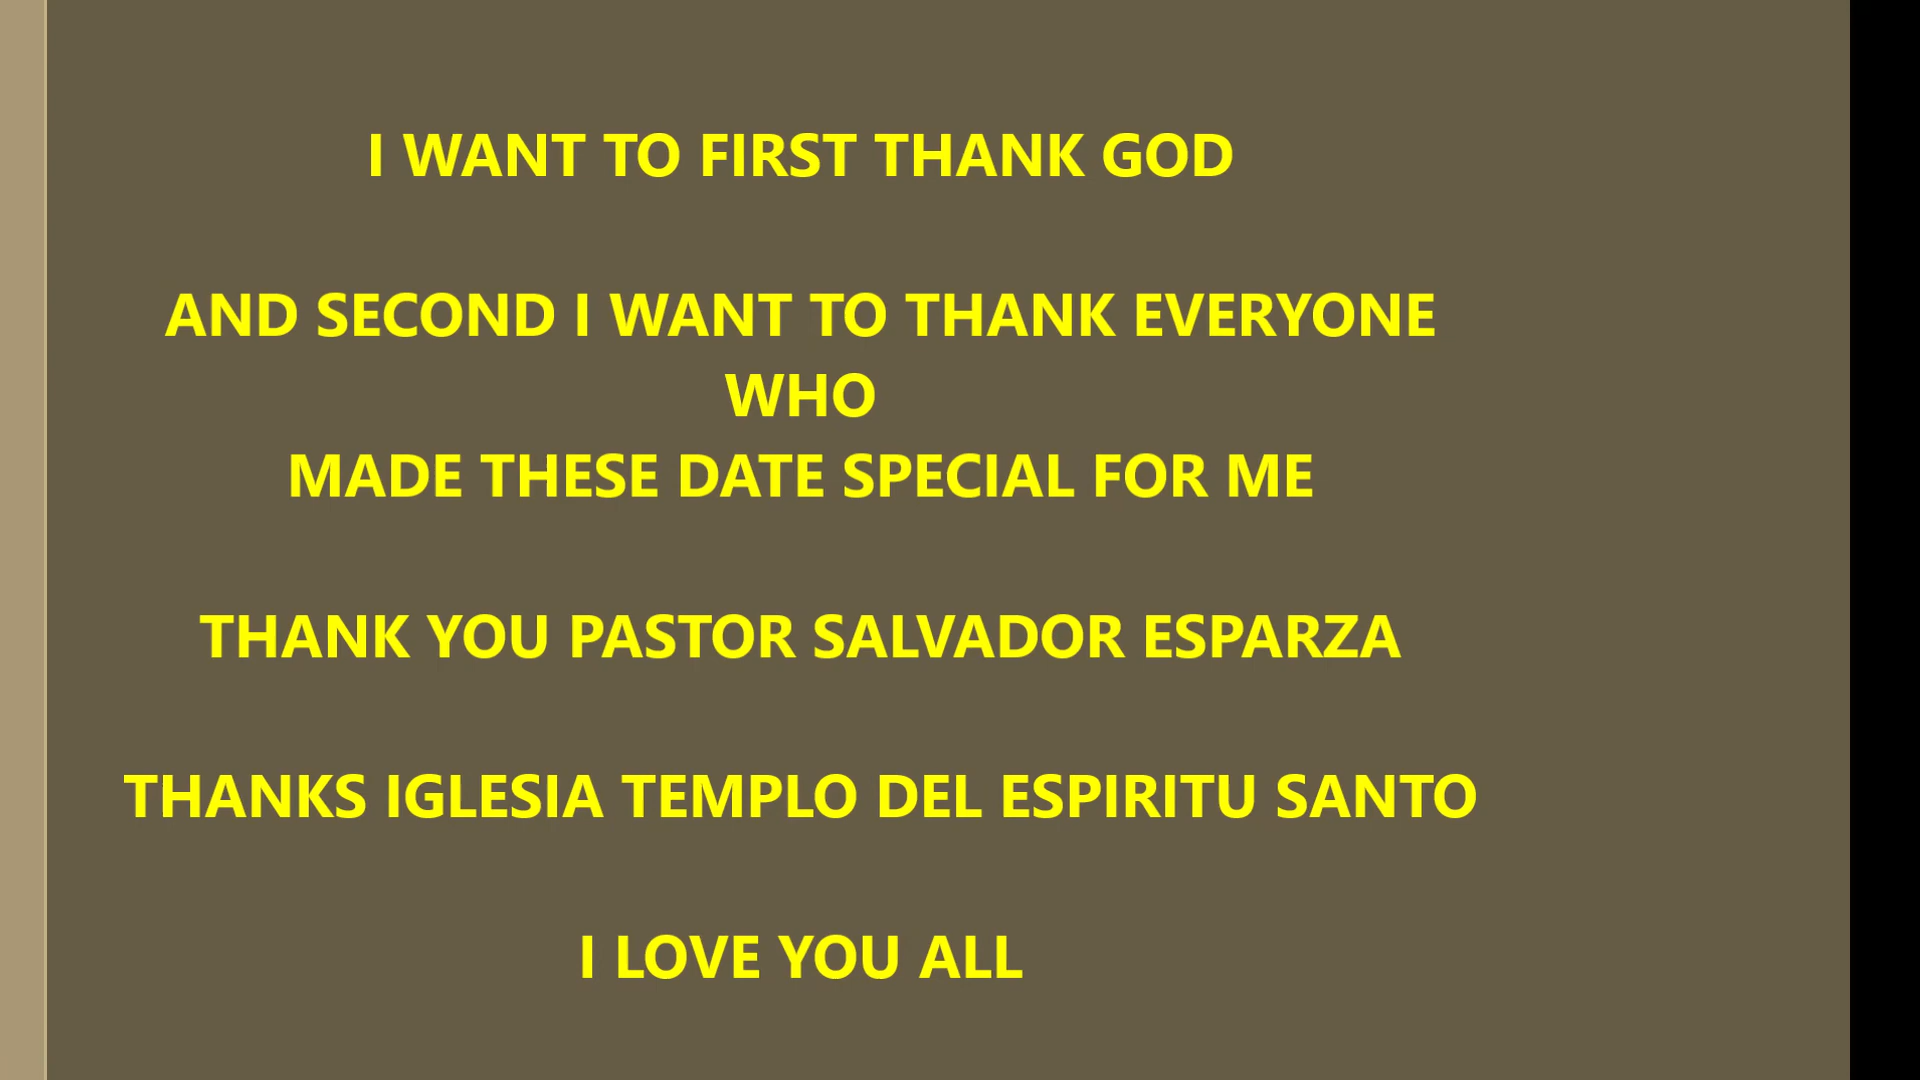 I WANT TO FIRST THANK GOD
AND SECOND I WANT TO THANK EVERYONE
WHO
MADE THESE DATE SPECIAL FOR ME
THANK YOU PASTOR SALVADOR ESPARZA
THANKS IGLESIA TEMPLO DEL ESPIRITU SANTO
I LOVE YOU ALL